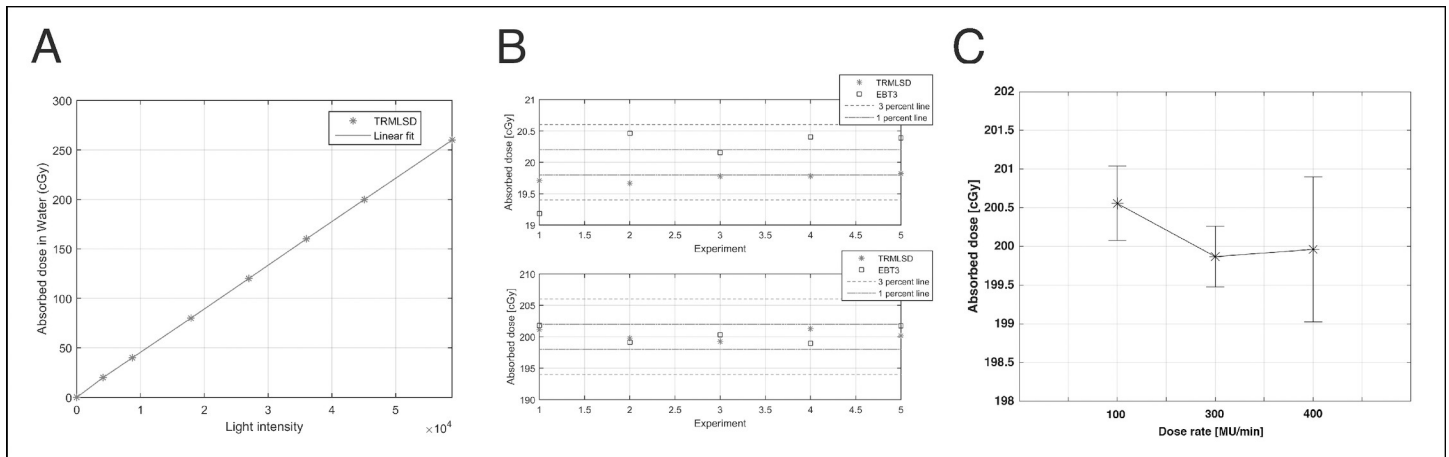 A
300
250
200
150
100
50
0
Absorbed dose in Water (cGy)
TRMLSD
Linear fit
0 1 2 3 4 5
Light intensity
×10⁴
B
TRMLSD
EBT3
3 percent line
1 percent line
21
20.5
20
19.5
19
Absorbed dose [cGy]
1 1.5 2 2.5 3 3.5 4 4.5 5
Experiment
TRMLSD
EBT3
3 percent line
1 percent line
210
205
200
195
190
Absorbed dose [cGy]
1 1.5 2 2.5 3 3.5 4 4.5 5
Experiment
C
202
201.5
201
200.5
200
199.5
199
198.5
198
Absorbed dose [cGy]
100 300 400
Dose rate [MU/min]